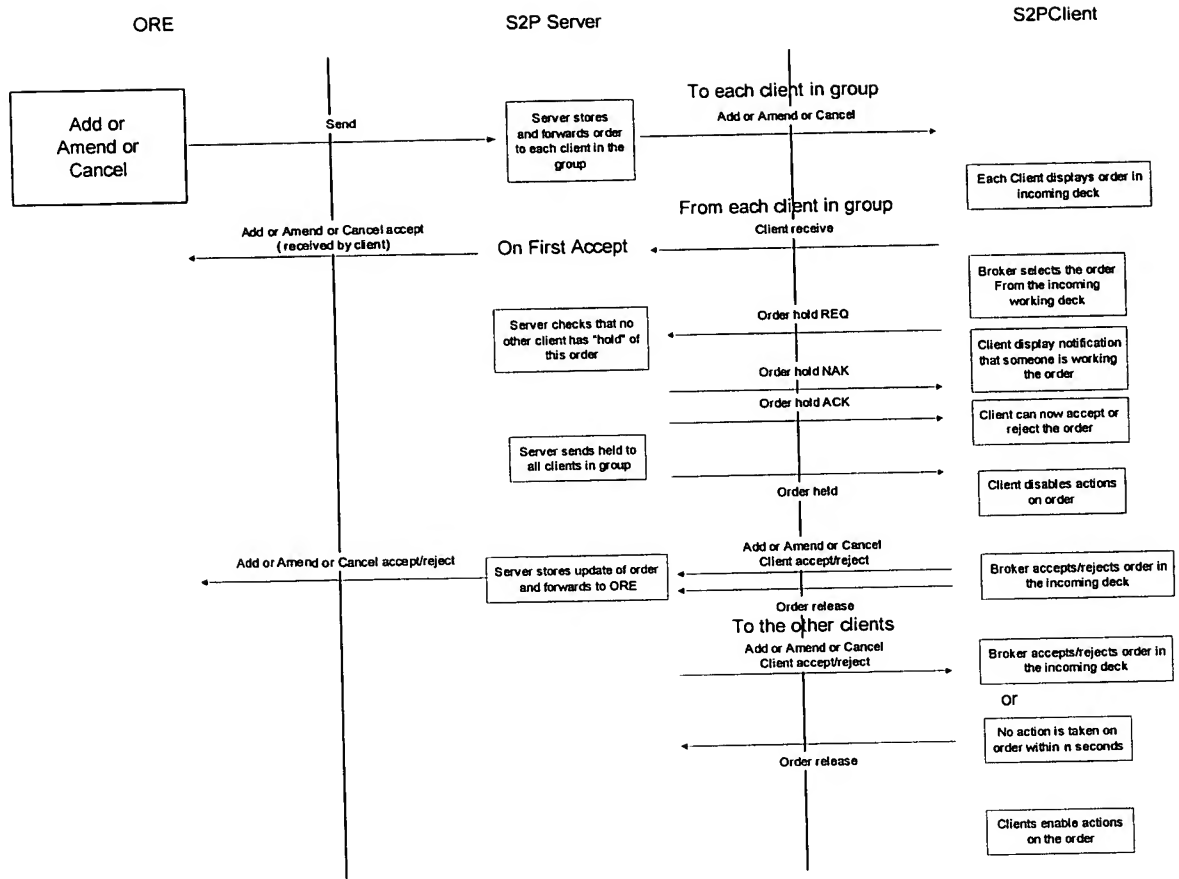 ORE
S2P Server
S2PClient
Add or
Amend or
Cancel
Send
Server stores
and forwards order
to each client in the
group
To each client in group
Add or Amend or Cancel
Each Client displays order in
incoming deck
From each client in group
Client receive
Add or Amend or Cancel accept
( received by client)
On First Accept
Broker selects the order
From the incoming
working deck
Order hold REQ
Server checks that no
other client has "hold" of
this order
Client display notification
that someone is working
the order
Order hold NAK
Order hold ACK
Client can now accept or
reject the order
Server sends held to
all clients in group
Order held
Client disables actions
on order
Add or Amend or Cancel accept/reject
Server stores update of order
and forwards to ORE
Add or Amend or Cancel
Client accept/reject
Broker accepts/rejects order in
the incoming deck
Order release
To the other clients
Add or Amend or Cancel
Client accept/reject
Broker accepts/rejects order in
the incoming deck
or
No action is taken on
order within n seconds
Order release
Clients enable actions
on the order